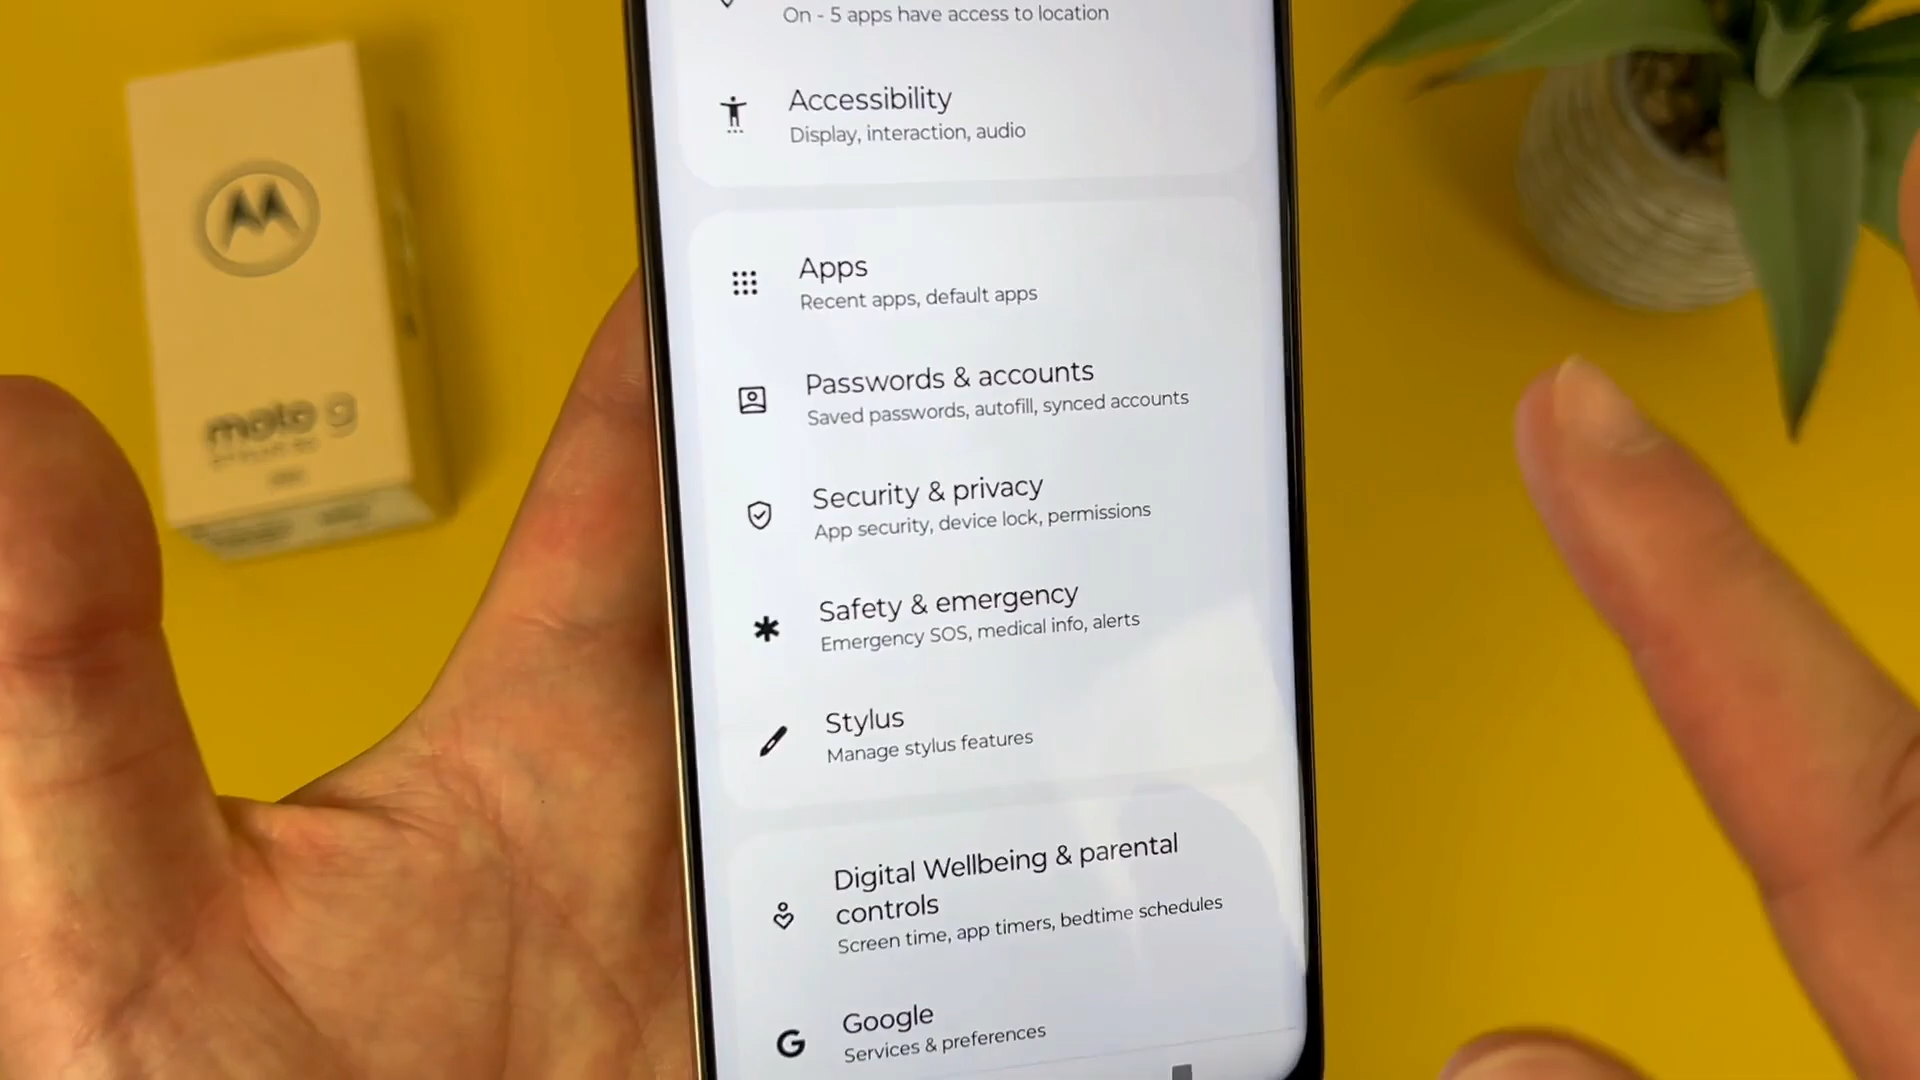 On - 5 apps have access to location
Accessibility
Display, interaction, audio
Apps
Recent apps, default apps
Passwords & accounts
Saved passwords, autofill, synced accounts
Security & privacy
App security, device lock, permissions
Safety & emergency
Emergency SOS, medical info, alerts
Stylus
Manage stylus features
Digital Wellbeing & parental
controls
Screen time, app timers, bedtime schedules
Google
Services & preferences
moto g